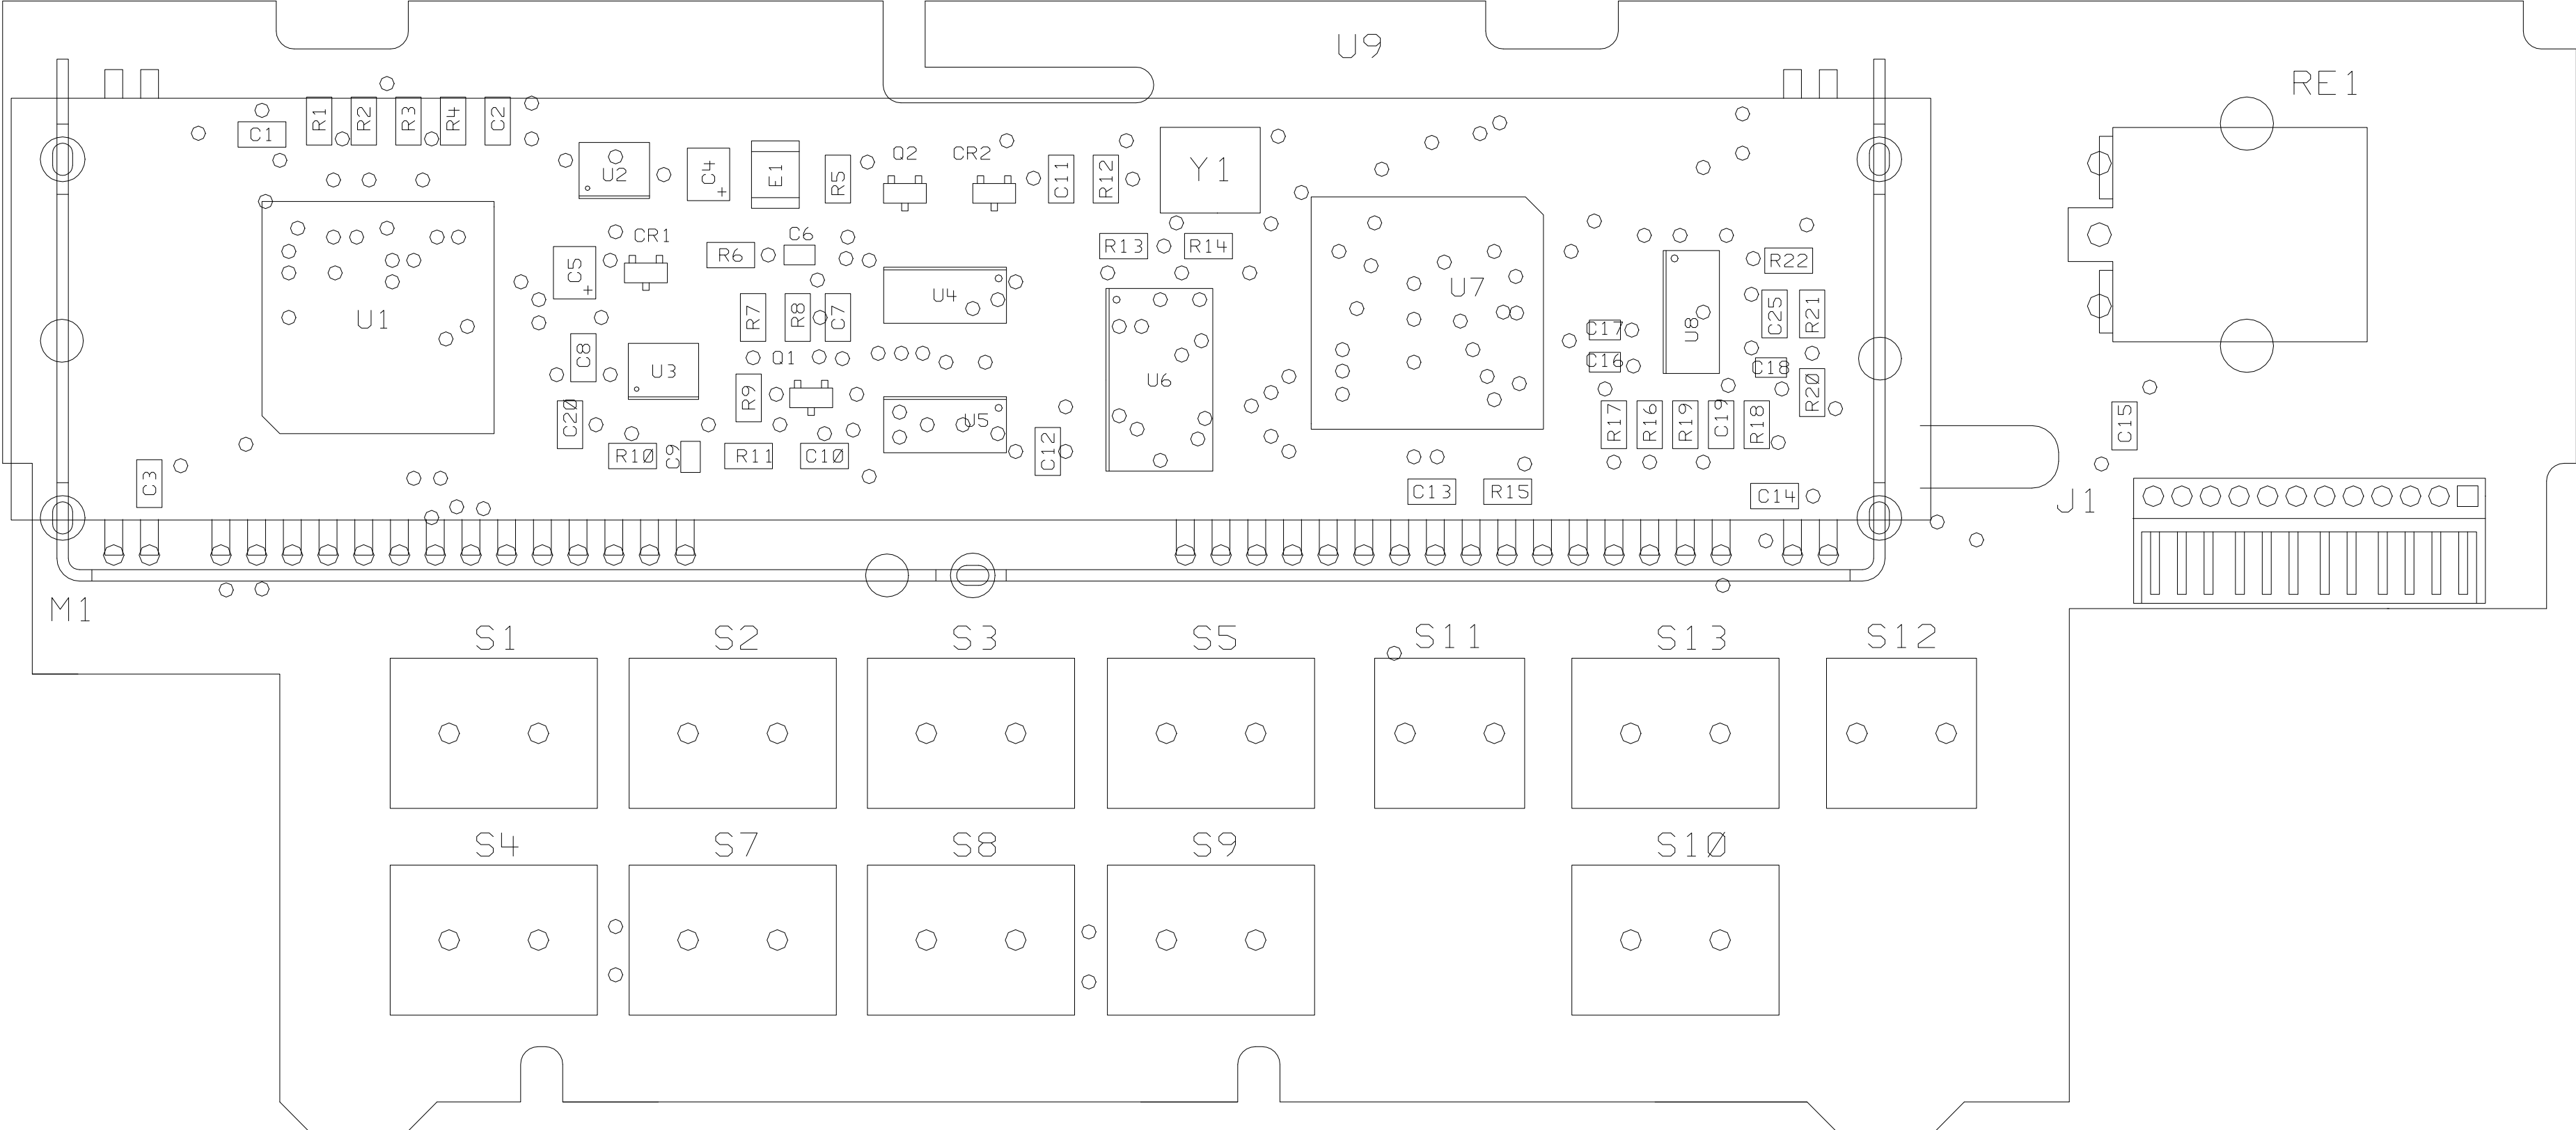 U9
RE1
R1
R2
R3
R4
C2
C1
Q2
CR2
U2
C4
+
E1
R5
C11
R12
Y1
CR1
C6
R6
R13
R14
R22
C5
+
U4
U7
U1
R7
R8
C7
C17
U8
C25
R21
C8
Q1
C16
C18
U3
U6
R9
R20
C20
U5
R17
R16
R19
C19
R18
C15
R10
C9
R11
C10
C12
C3
C13
R15
C14
J1
M1
S1
S2
S3
S5
S11
S13
S12
S4
S7
S8
S9
S10